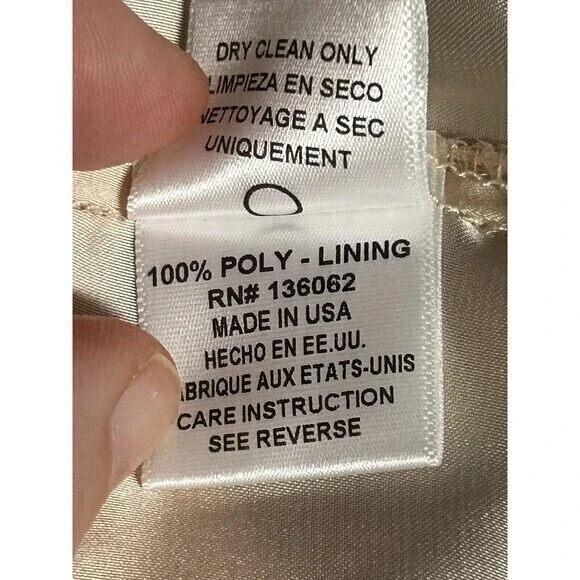 DRY CLEAN ONLY
LIMPIEZA EN SECO
NETTOYAGE A SEC
UNIQUEMENT
100% POLY - LINING
RN# 136062
MADE IN USA
HECHO EN EE.UU.
ABRIQUE AUX ETATS-UNIS
CARE INSTRUCTION
SEE REVERSE